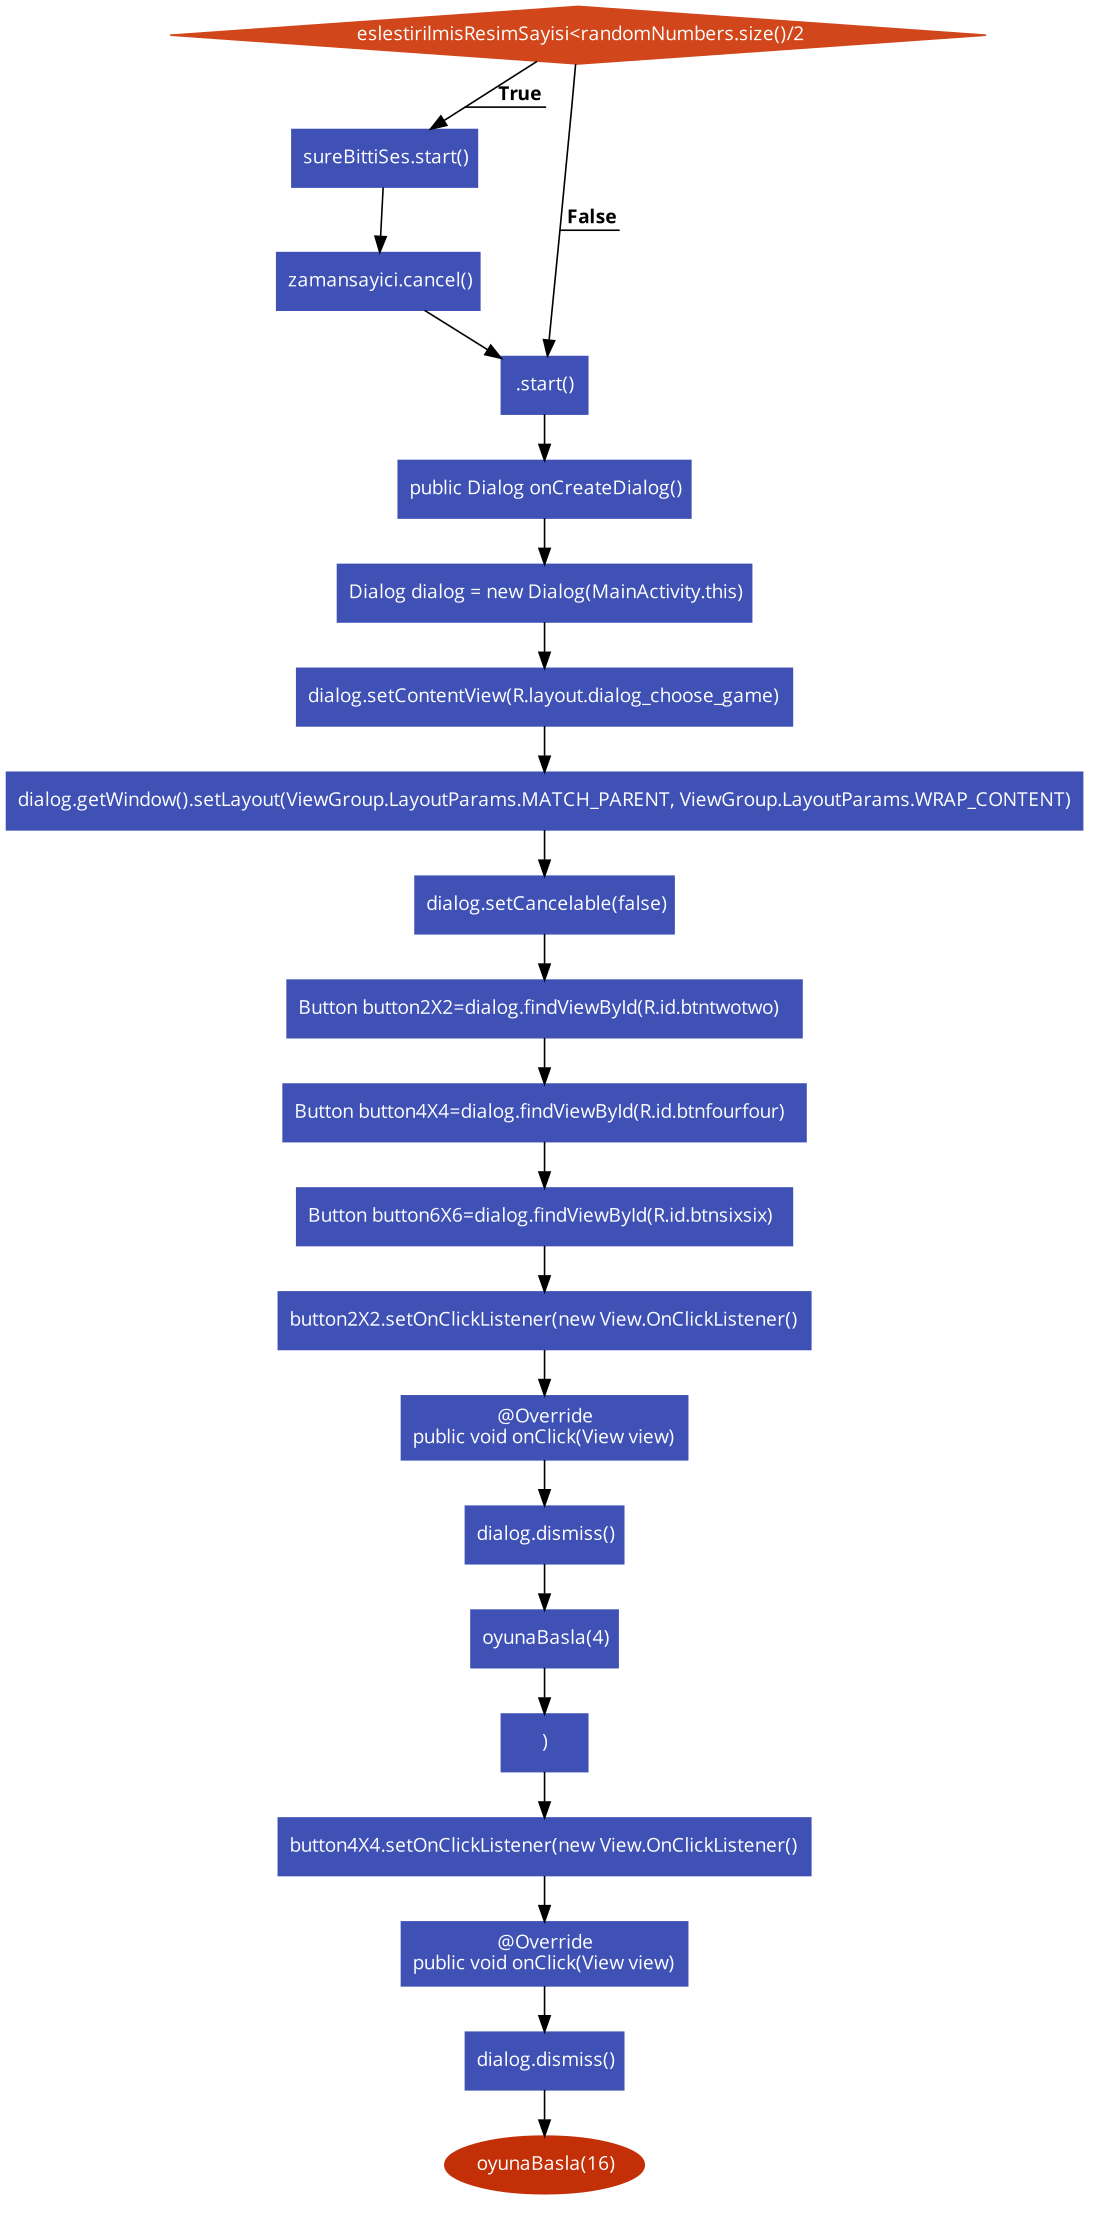 eslestirilmisResimSayisi<randomNumbers.size()/2
True
sureBittiSes.start()
False
zamansayici.cancel()
.start()
public Dialog onCreateDialog()
Dialog dialog = new Dialog(MainActivity.this)
dialog.setContentView(R.layout.dialog_choose_game)
dialog.getWindow().setLayout(ViewGroup.LayoutParams.MATCH_PARENT, ViewGroup.LayoutParams.WRAP_CONTENT)
dialog.setCancelable(false)
Button button2X2=dialog.findViewById(R.id.btntwotwo)
Button button4X4=dialog.findViewById(R.id.btnfourfour)
Button button6X6=dialog.findViewById(R.id.btnsixsix)
button2X2.setOnClickListener(new View.OnClickListener()
@Override
public void onClick(View view)
dialog.dismiss()
oyunaBasla(4)
)
button4X4.setOnClickListener(new View.OnClickListener()
@Override
public void onClick(View view)
dialog.dismiss()
oyunaBasla(16)